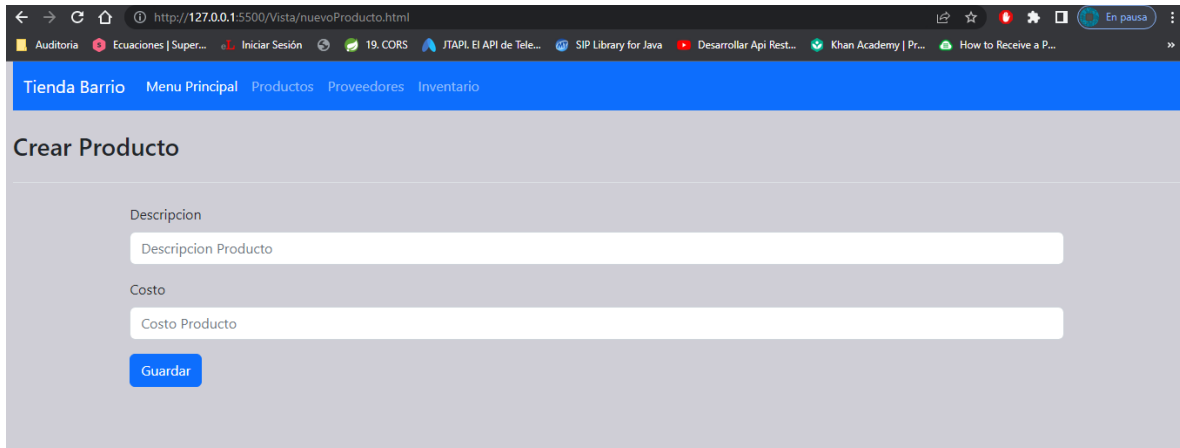 http://127.0.0.1:5500/Vista/nuevoProducto.html En pausa
Auditoria Ecuaciones | Super... Iniciar Sesión 19. CORS JTAPI. El API de Tele... SIP Library for Java Desarrollar Api Rest... Khan Academy | Pr... How to Receive a P... »
Tienda Barrio Menu Principal Productos Proveedores Inventario
Crear Producto
Descripcion
Descripcion Producto
Costo
Costo Producto
Guardar